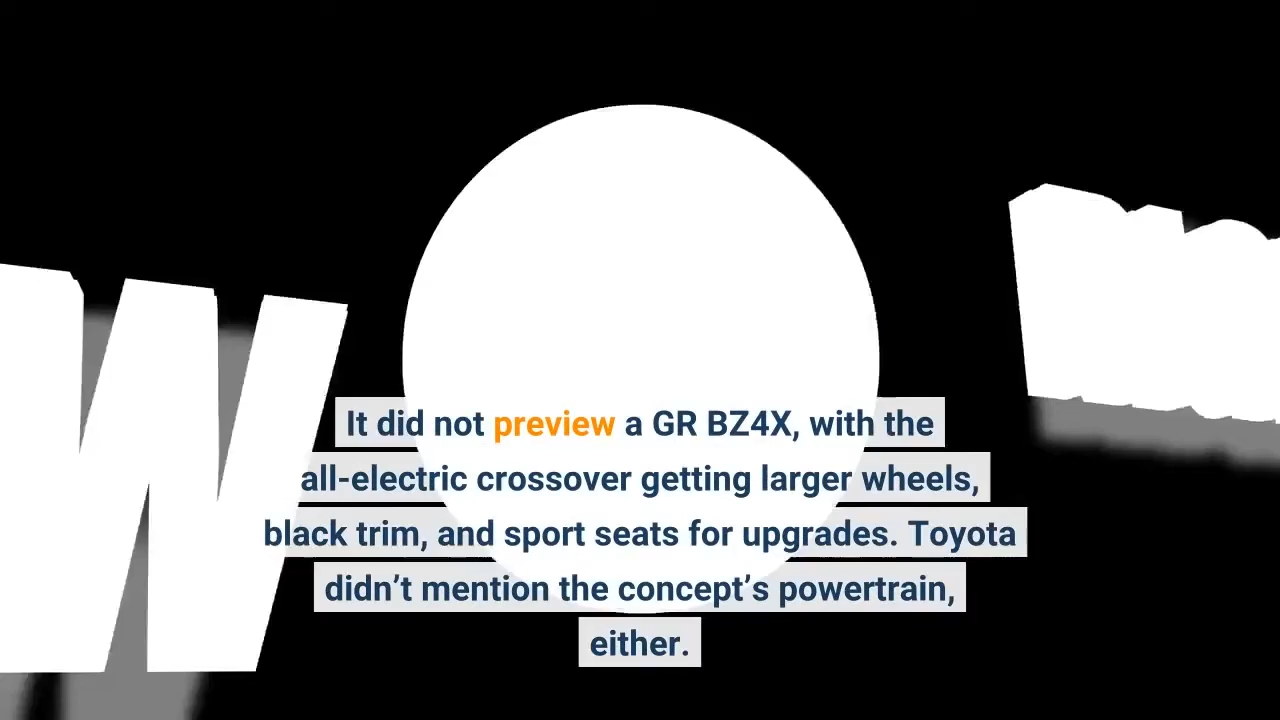 It did not preview a GR BZ4X, with the
all-electric crossover getting larger wheels,
black trim, and sport seats for upgrades. Toyota
didn’t mention the concept’s powertrain,
either.